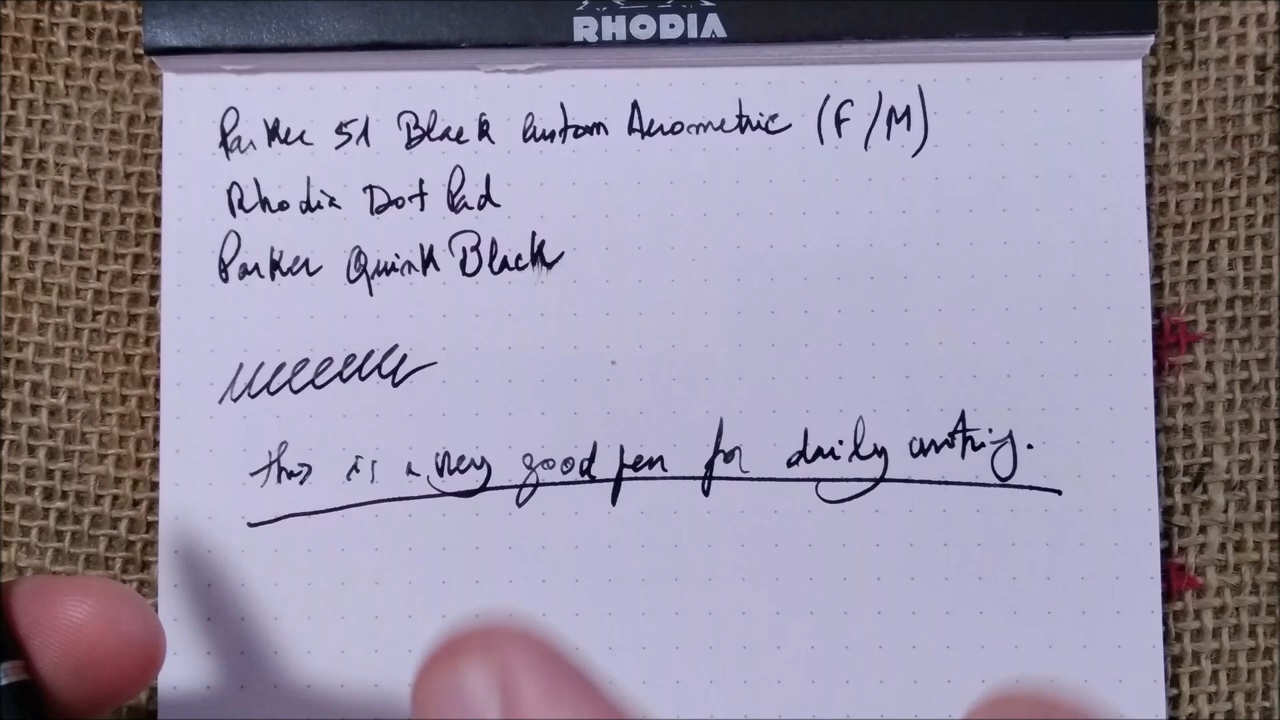 RHODIA
Parker 51 Black Custom Aerometric (F/M)
Rhodia Dot Pad
Parker Quink Black
this is a very good pen for daily writing.